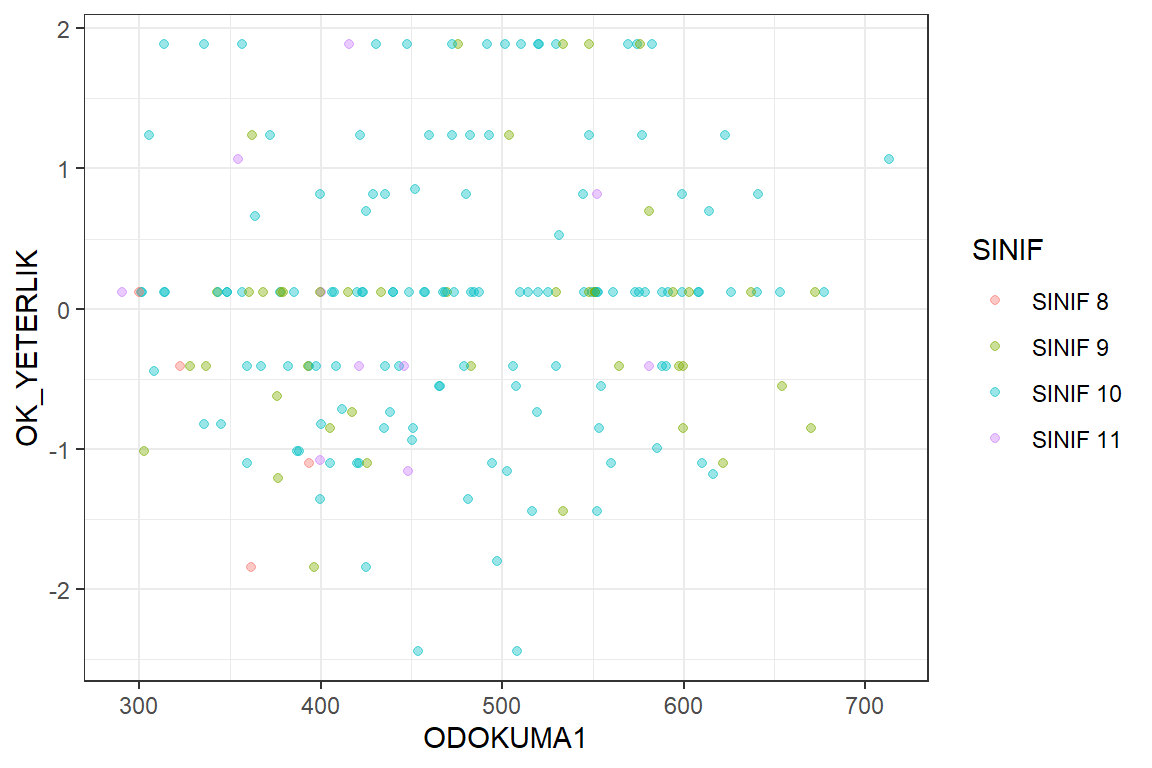 2
1
0
-1
-2
OK_YETERLIK
300 400 500 600 700
ODOKUMA1
SINIF
SINIF 8
SINIF 9
SINIF 10
SINIF 11